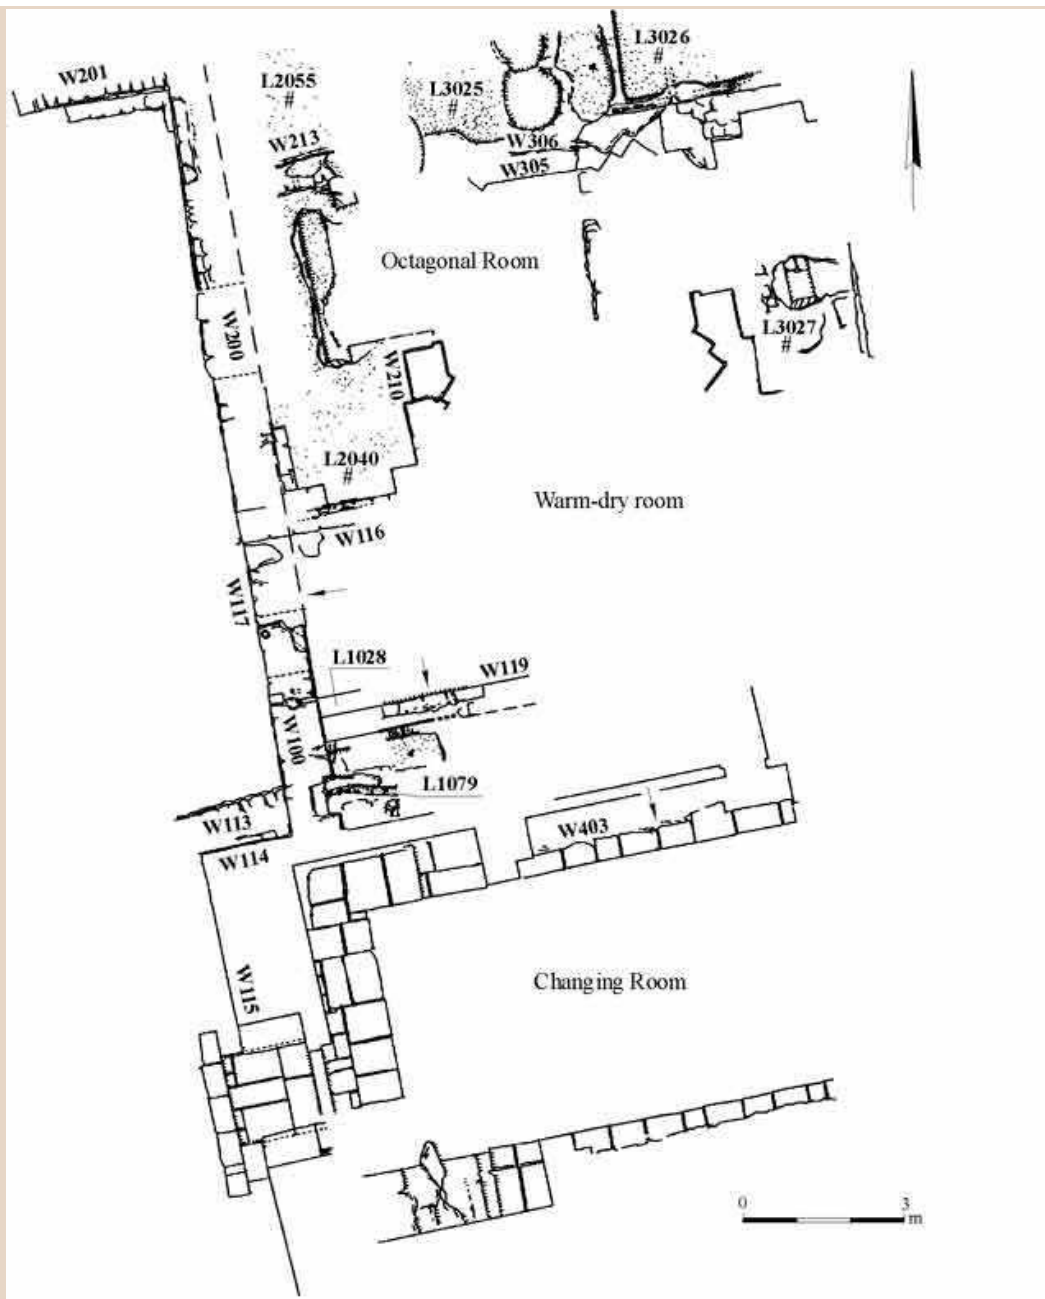 L3026
#
W201
L2055
#
L3025
#
W213
W306
W305
Octagonal Room
L3027
#
W200
W210
L2040
#
Warm-dry room
W116
W117
L1028
W119
W100
L1079
W113
W403
W114
Changing Room
W115
0 3
m